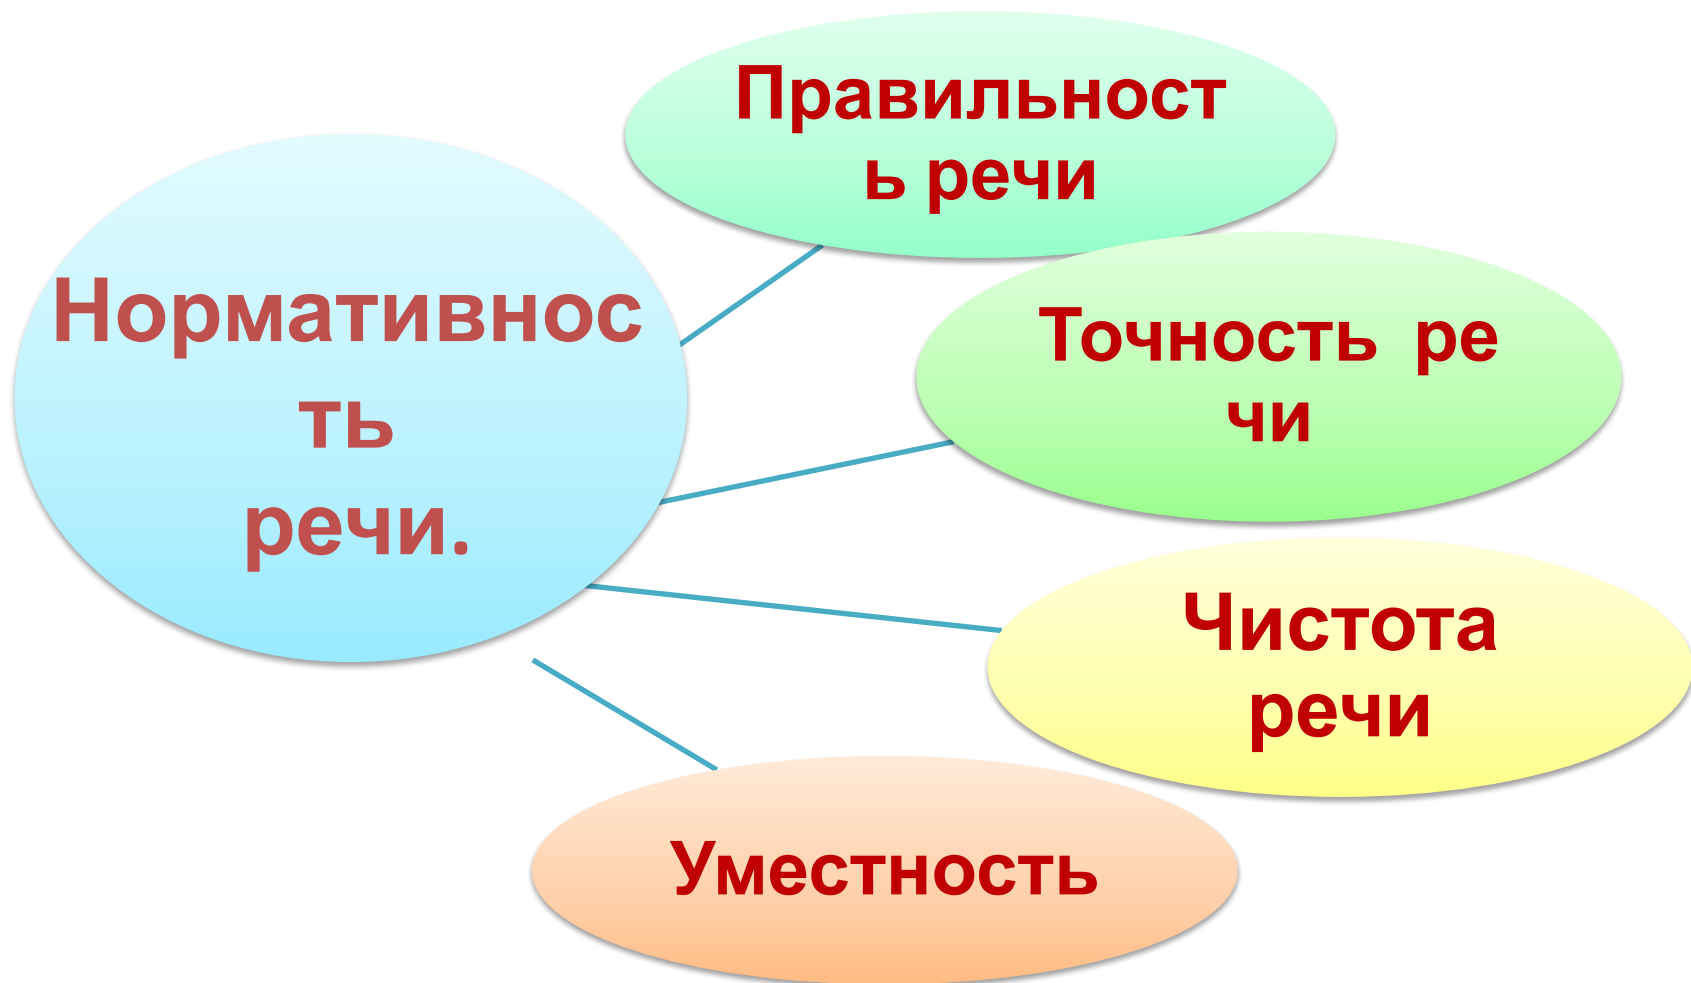 Правильност
ь речи
Нормативнос
ть
речи.
Точность ре
чи
Чистота
речи
Уместность